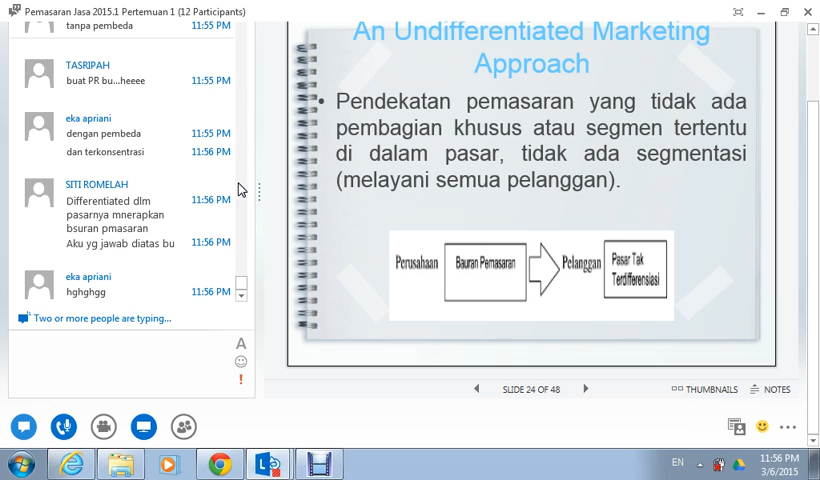 Pemasaran Jasa 2015.1 Pertemuan 1 (12 Participants)
tanpa pembeda 11:55 PM
TASRIPAH
buat PR bu...heeee 11:55 PM
eka apriani
dengan pembeda 11:55 PM
dan terkonsentrasi 11:56 PM
SITI ROMELAH
Differentiated dlm 11:56 PM
pasarnya mnerapkan
bsuran pmasaran
Aku yg jawab diatas bu 11:56 PM
eka apriani
hghghgg 11:56 PM
Two or more people are typing...
An Undifferentiated Marketing
Approach
• Pendekatan pemasaran yang tidak ada
pembagian khusus atau segmen tertentu
di dalam pasar, tidak ada segmentasi
(melayani semua pelanggan).
Perusahaan
Bauran Pemasaran
Pelanggan
Pasar Tak
Terdifferensiasi
SLIDE 24 OF 48
THUMBNAILS
NOTES
EN
11:56 PM
3/6/2015